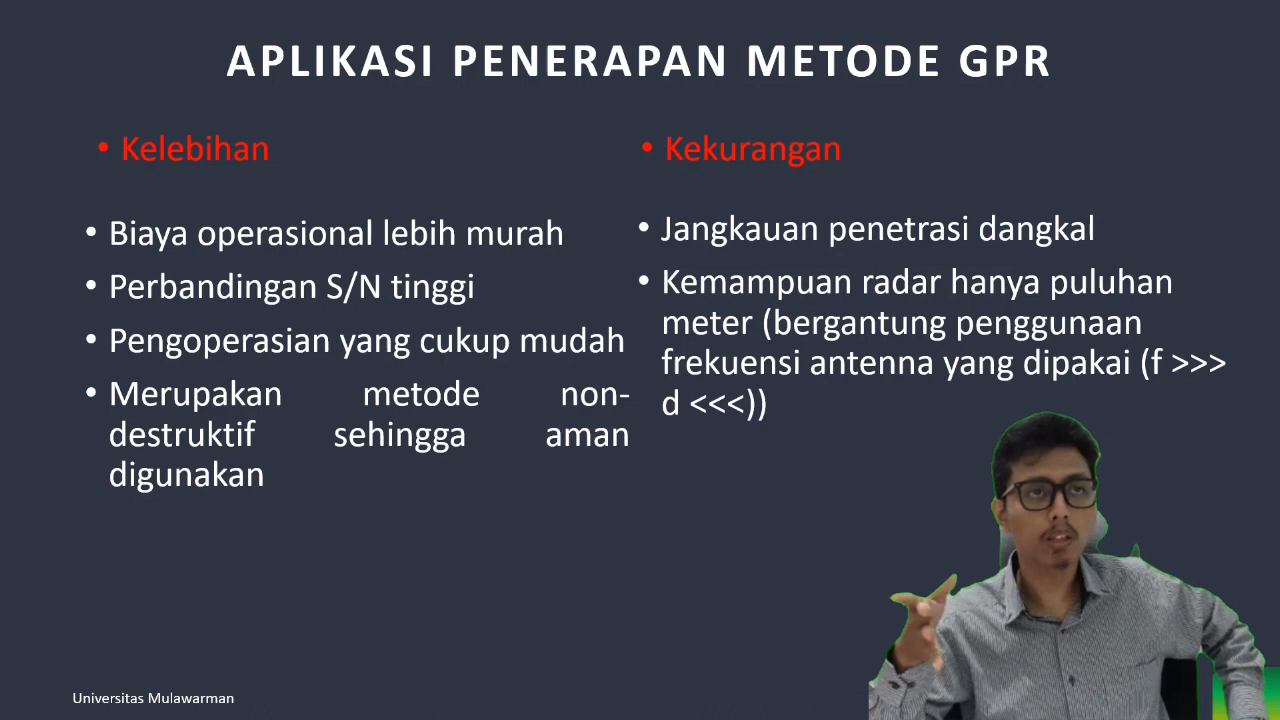 APLIKASI PENERAPAN METODE GPR
• Kelebihan
• Biaya operasional lebih murah
• Perbandingan S/N tinggi
• Pengoperasian yang cukup mudah
• Merupakan metode non-
destruktif sehingga aman
digunakan
• Kekurangan
• Jangkauan penetrasi dangkal
• Kemampuan radar hanya puluhan
meter (bergantung penggunaan
frekuensi antenna yang dipakai (f >>>
d <<<))
Universitas Mulawarman